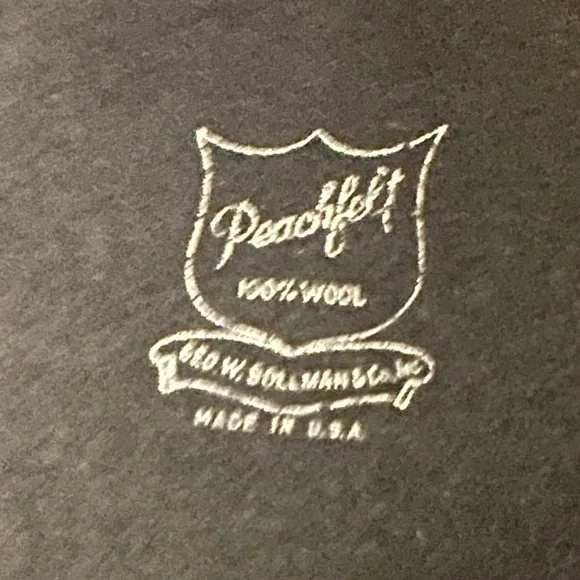 Peachfelt
100% WOOL
GEO. W. BOLLMAN & Co. INC.
MADE IN U.S.A.